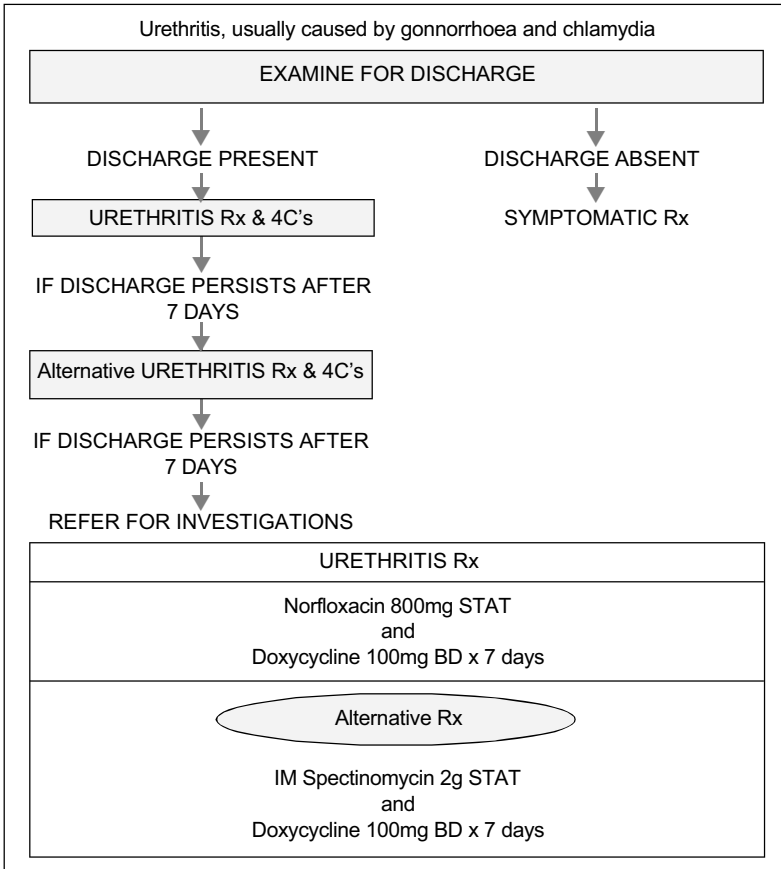 Urethritis, usually caused by gonnorrhoea and chlamydia
EXAMINE FOR DISCHARGE
DISCHARGE PRESENT
DISCHARGE ABSENT
URETHRITIS Rx & 4C's
SYMPTOMATIC Rx
IF DISCHARGE PERSISTS AFTER
7 DAYS
Alternative URETHRITIS Rx & 4C's
IF DISCHARGE PERSISTS AFTER
7 DAYS
REFER FOR INVESTIGATIONS
URETHRITIS Rx
Norfloxacin 800mg STAT
and
Doxycycline 100mg BD x 7 days
Alternative Rx
IM Spectinomycin 2g STAT
and
Doxycycline 100mg BD x 7 days